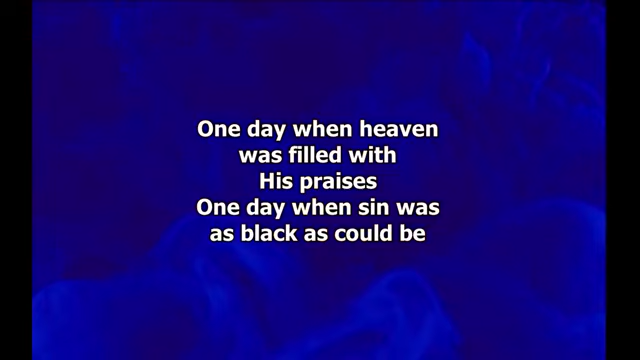 One day when heaven
was filled with
His praises
One day when sin was
as black as could be